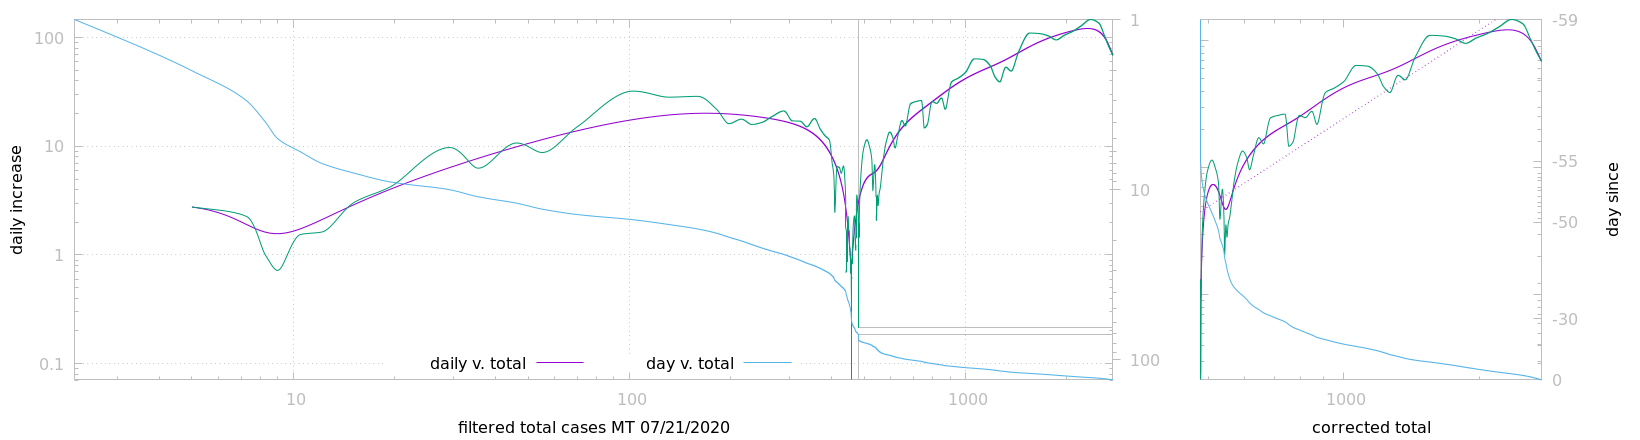 100
10
1
0.1
daily increase
10
100
1000
filtered total cases MT 07/21/2020
daily v. total
day v. total
1
10
100
1000
corrected total
-59
-55
-50
-30
0
day since